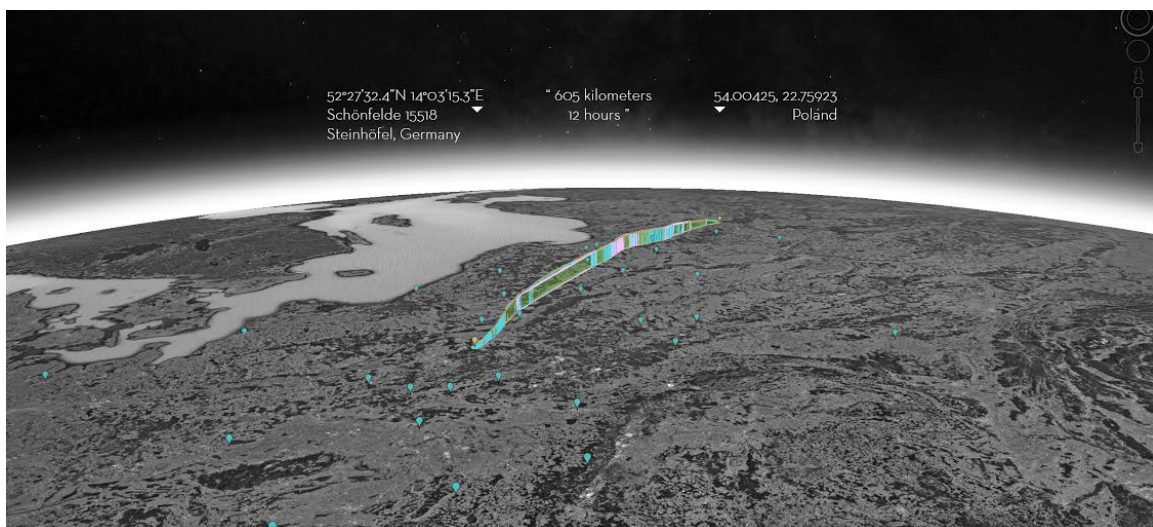 52°27'32.4"N 14°03'15.3"E
Schönfelde 15518
Steinhöfel, Germany
“ 605 kilometers
12 hours ”
54.00425, 22.75923
Poland